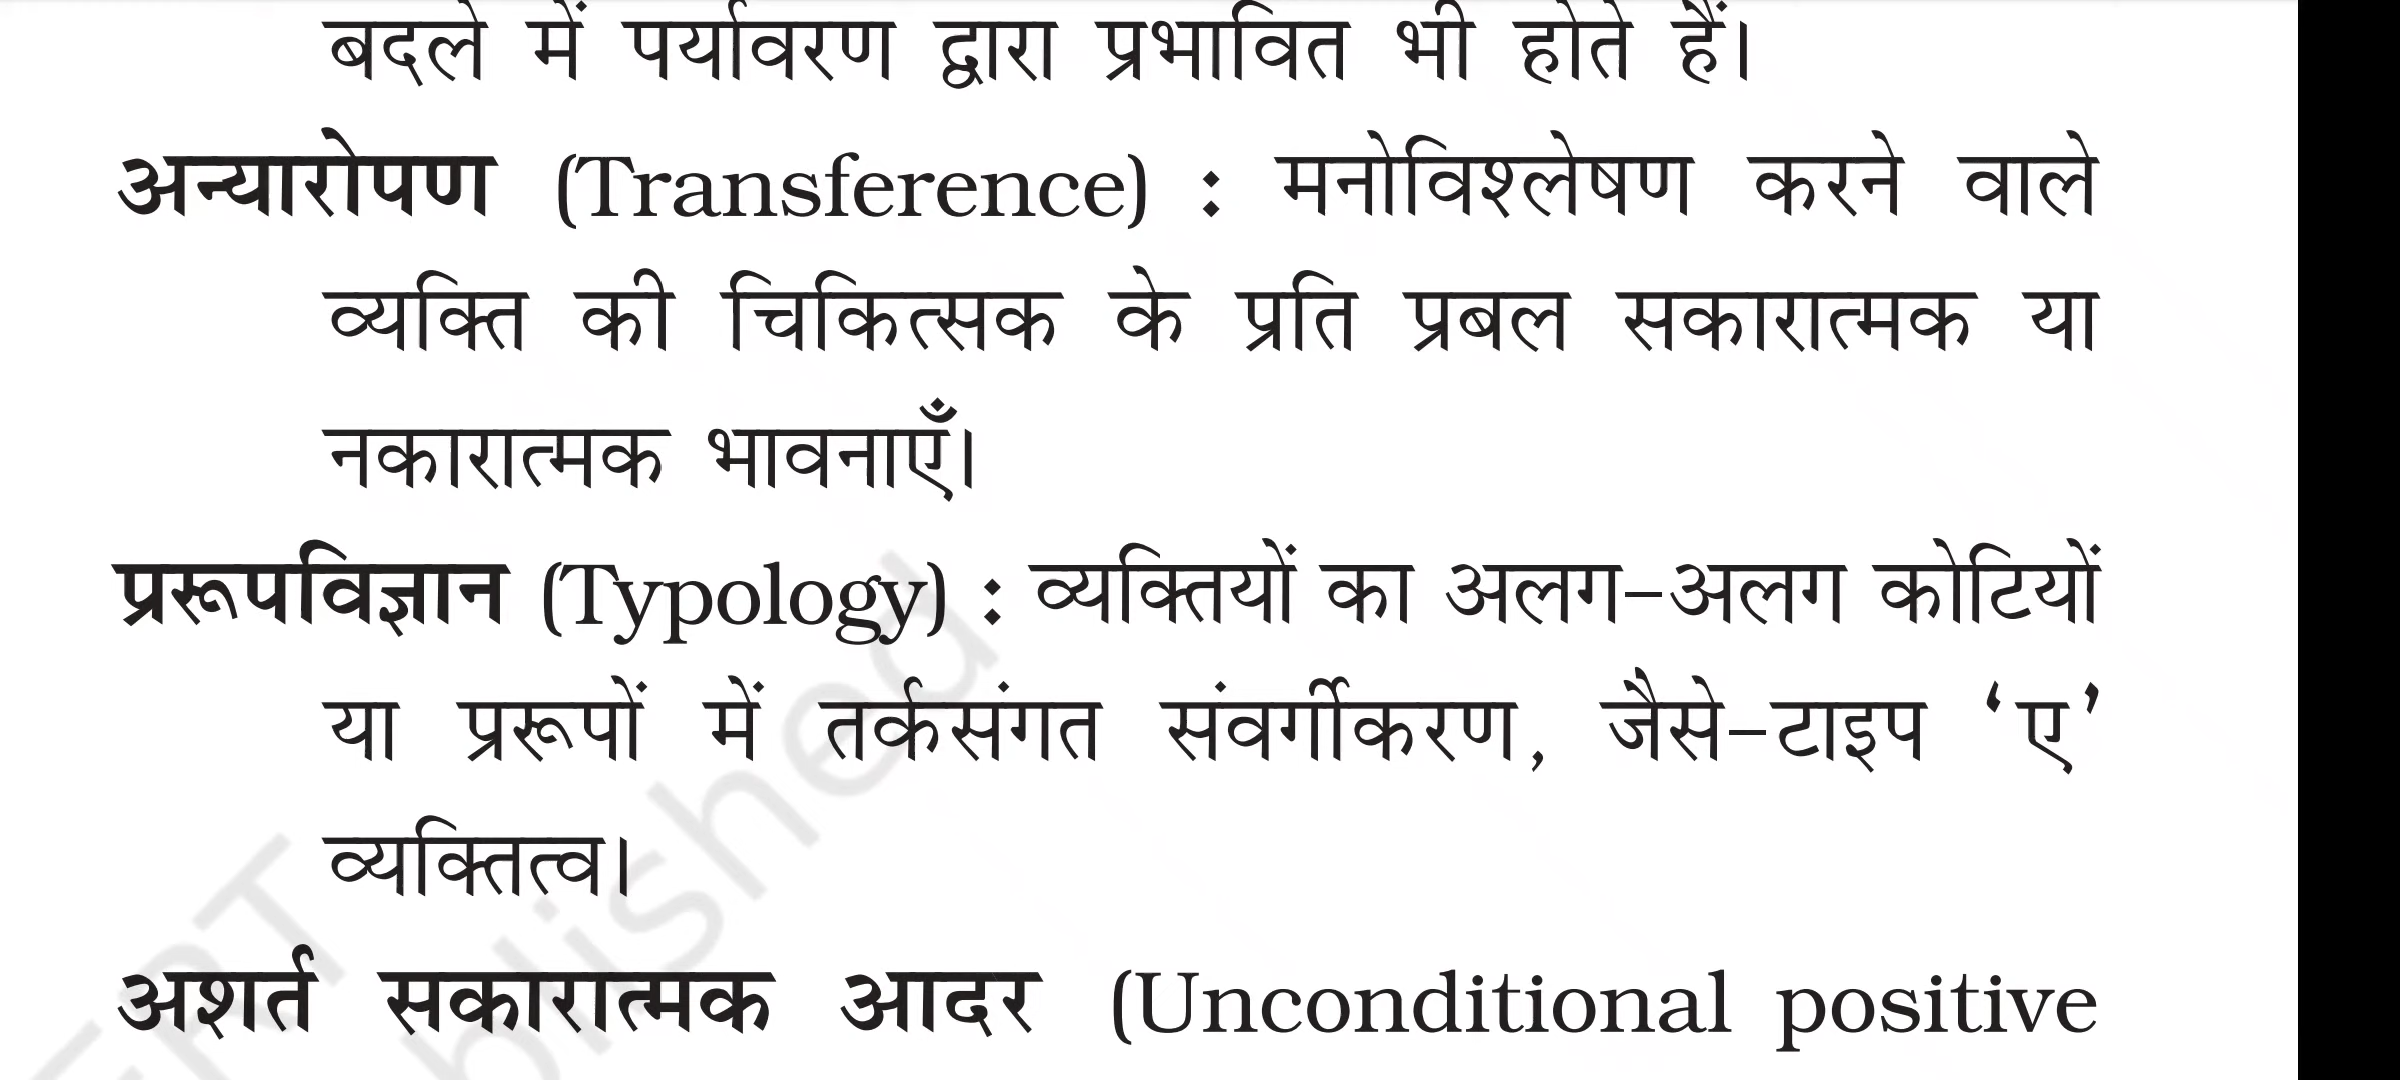 बदले में पर्यावरण द्वारा प्रभावित भी होते हैं।
अन्यारोपण (Transference) : मनोविश्लेषण करने वाले
व्यक्ति की चिकित्सक के प्रति प्रबल सकारात्मक या
नकारात्मक भावनाएँ।
प्ररूपविज्ञान (Typology) : व्यक्तियों का अलग-अलग कोटियों
या प्ररूपों में तर्कसंगत संवर्गीकरण, जैसे-टाइप ‘ए’
व्यक्तित्व।
अशर्त सकारात्मक आदर (Unconditional positive